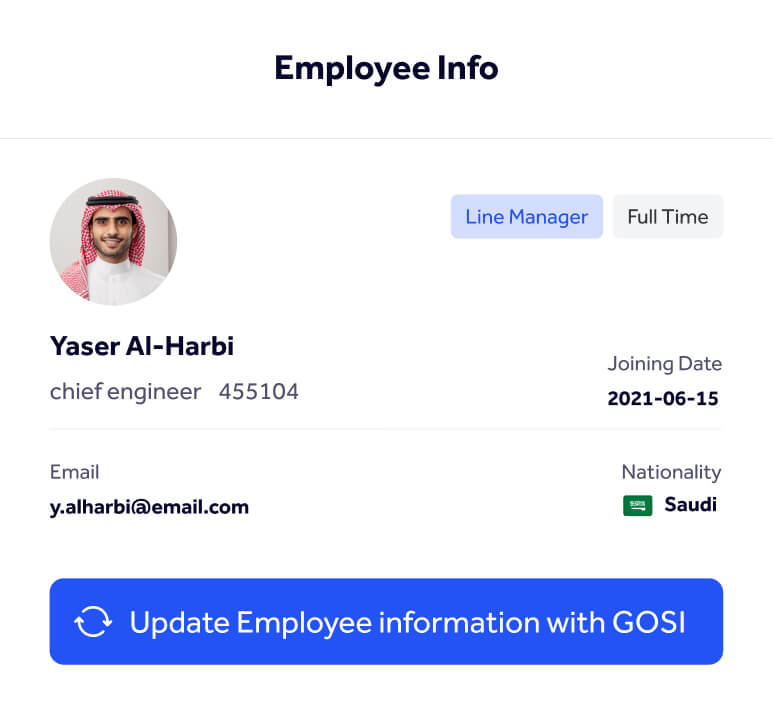 Employee Info
Line Manager
Full Time
Yaser Al-Harbi
chief engineer 455104
Joining Date
2021-06-15
Email
y.alharbi@email.com
Nationality
Saudi
Update Employee information with GOSI